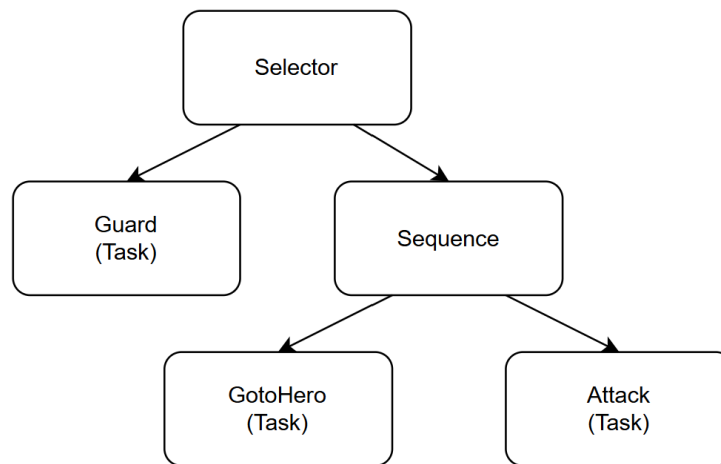 Selector
Guard
(Task)
Sequence
GotoHero
(Task)
Attack
(Task)